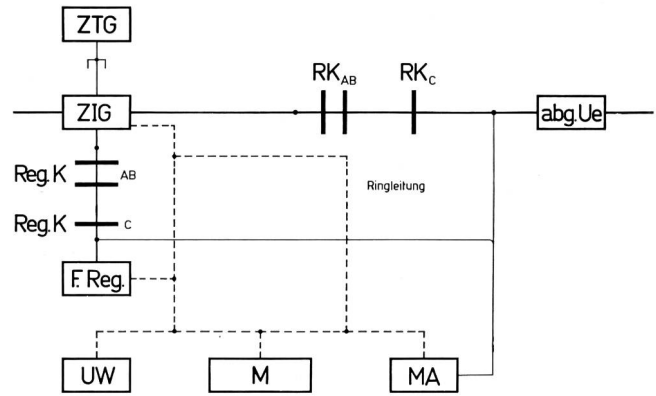 ZTG
RK AB RK C
ZIG abg.Ue
Reg.K AB
Ringleitung
Reg.K C
F. Reg.
UW M MA